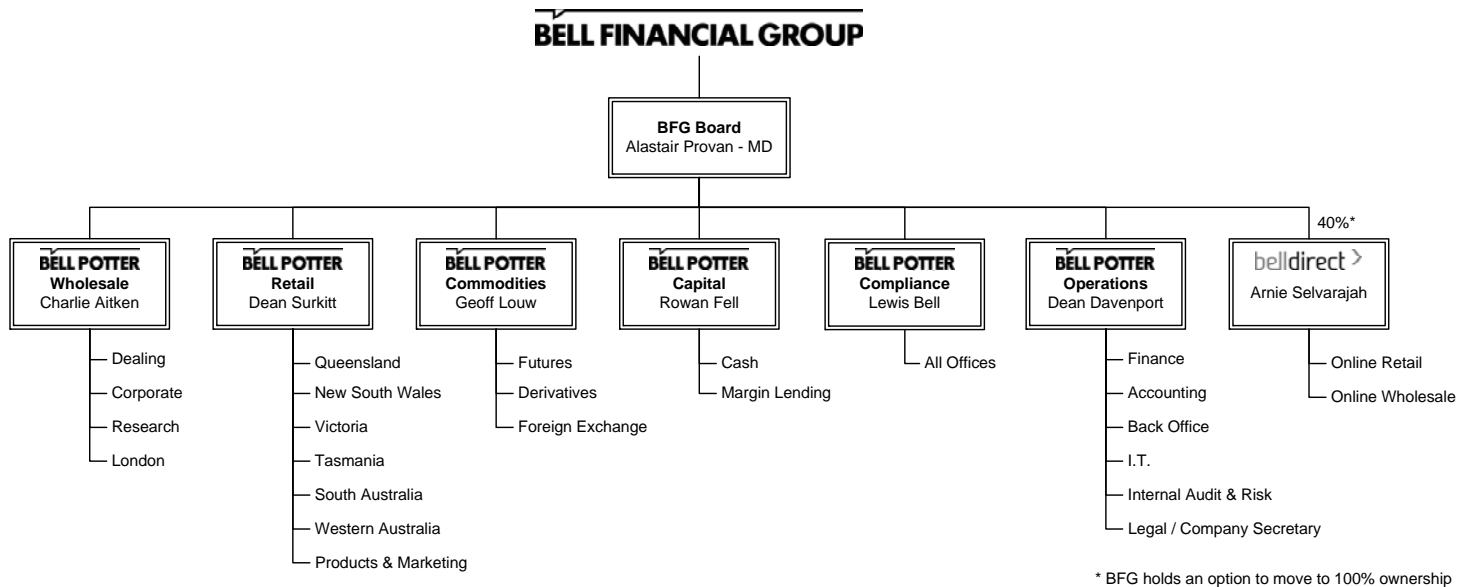 BELL FINANCIAL GROUP
BFG Board
Alastair Provan - MD
BELL POTTER
Wholesale
Charlie Aitken
Dealing
Corporate
Research
London
BELL POTTER
Retail
Dean Surkitt
Queensland
New South Wales
Victoria
Tasmania
South Australia
Western Australia
Products & Marketing
BELL POTTER
Commodities
Geoff Louw
Futures
Derivatives
Foreign Exchange
BELL POTTER
Capital
Rowan Fell
Cash
Margin Lending
BELL POTTER
Compliance
Lewis Bell
All Offices
BELL POTTER
Operations
Dean Davenport
Finance
Accounting
Back Office
I.T.
Internal Audit & Risk
Legal / Company Secretary
40%*
belldirect >
Arnie Selvarajah
Online Retail
Online Wholesale
* BFG holds an option to move to 100% ownership